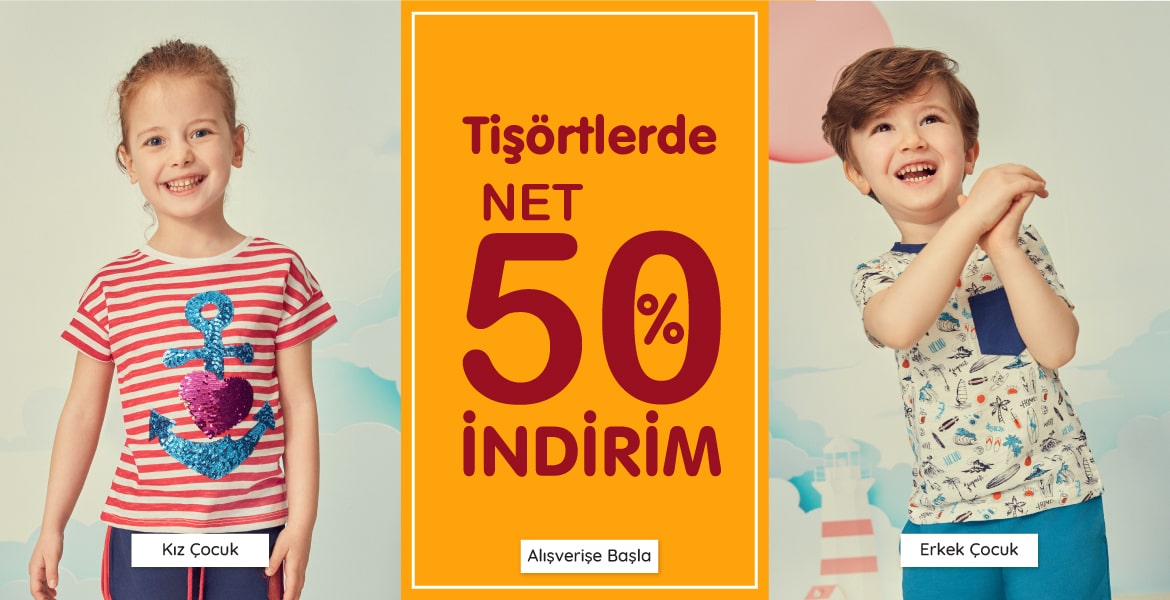 Tişörtlerde
NET
50
%
İNDİRİM
Kız Çocuk
Alışverişe Başla
Erkek Çocuk